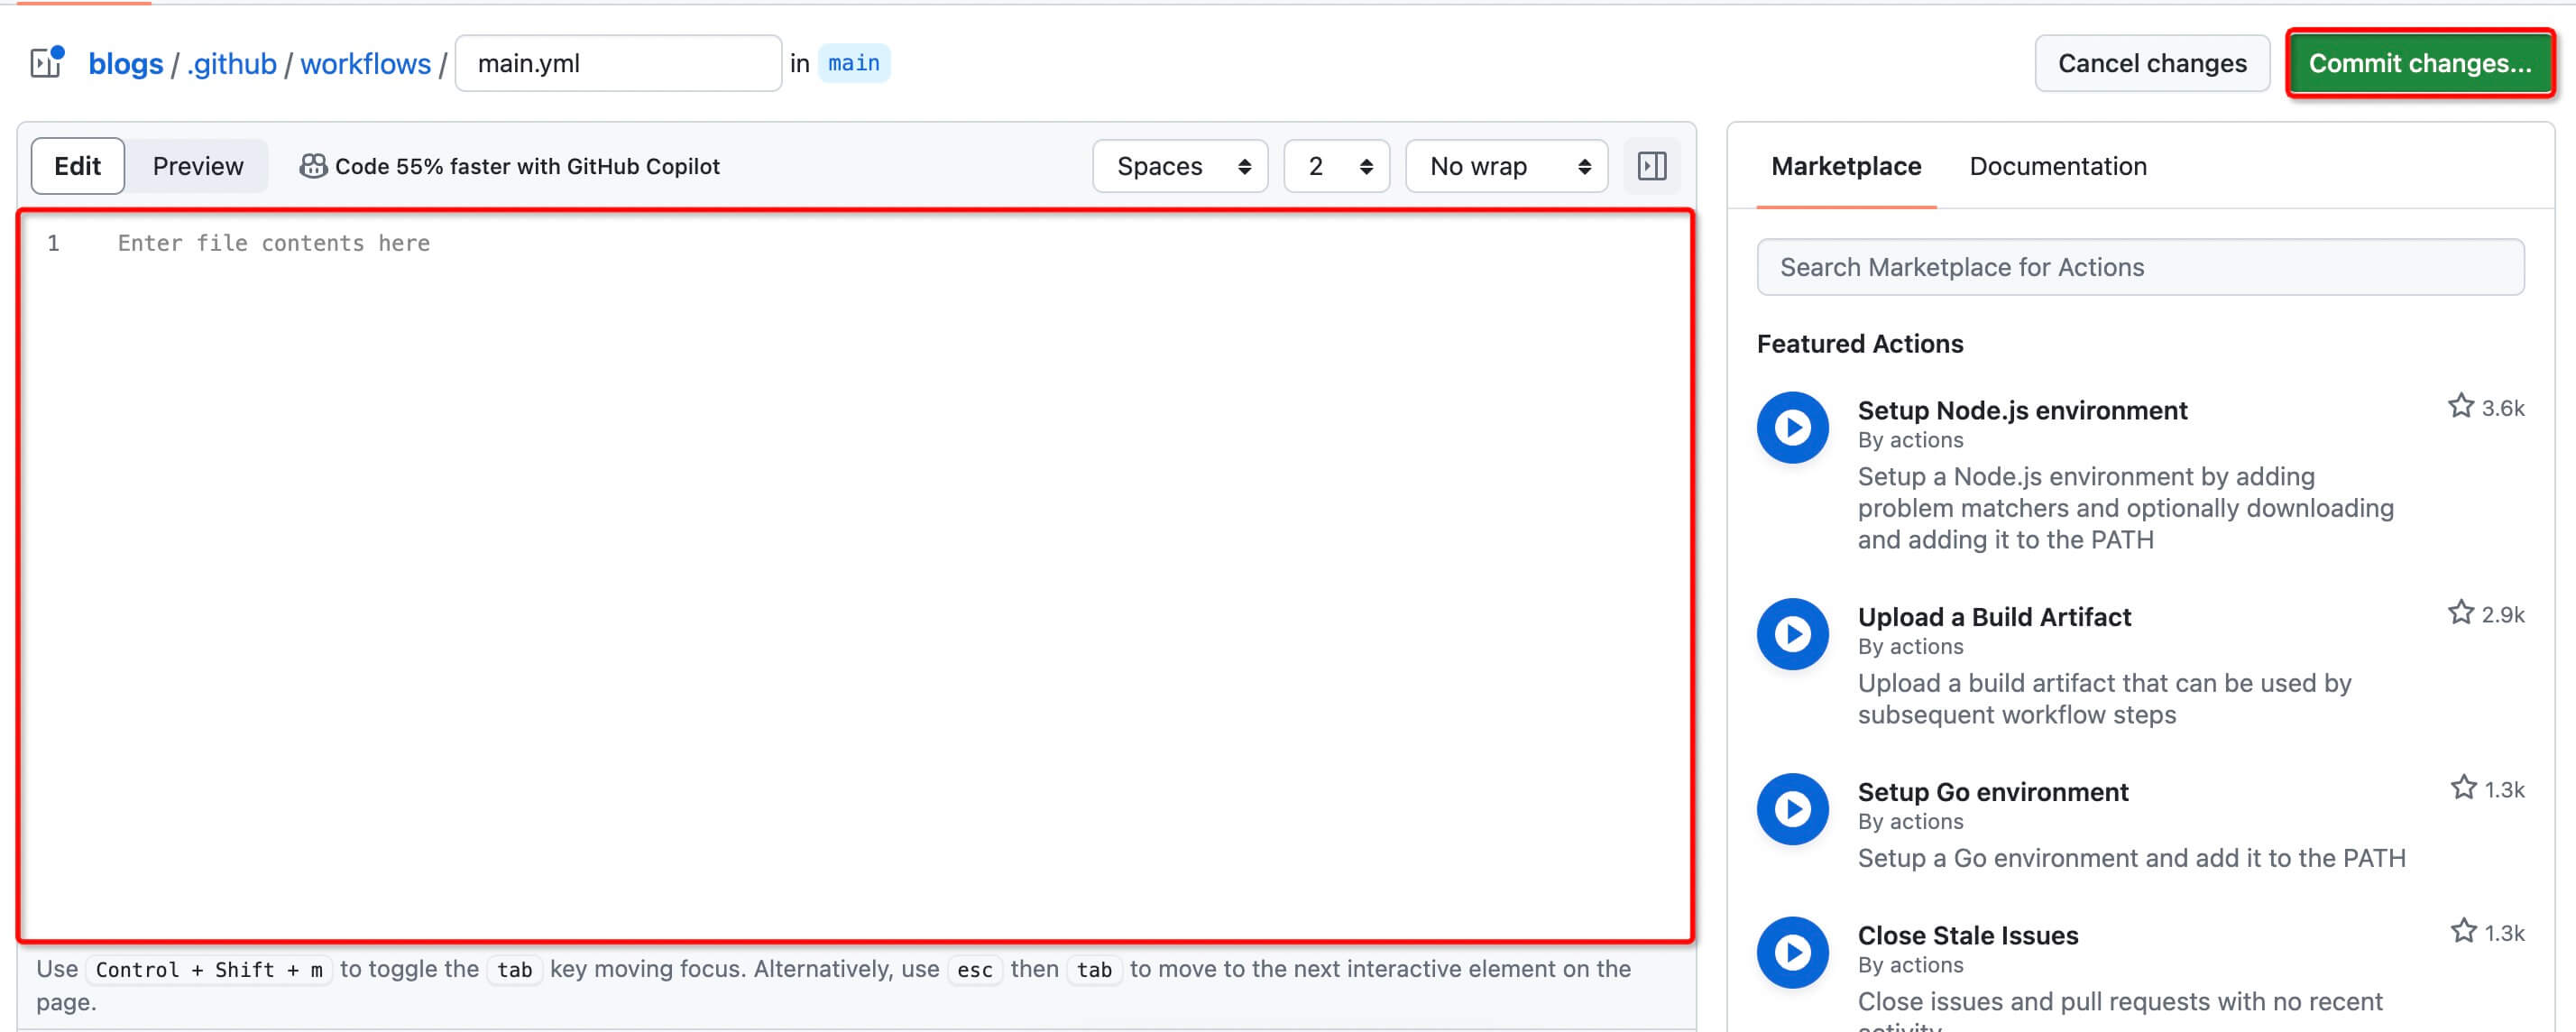 blogs / .github / workflows / main.yml in main
Cancel changes
Commit changes...
Edit
Preview
Code 55% faster with GitHub Copilot
Spaces
2
No wrap
1 Enter file contents here
Use Control + Shift + m to toggle the tab key moving focus. Alternatively, use esc then tab to move to the next interactive element on the
page.
Marketplace
Documentation
Search Marketplace for Actions
Featured Actions
Setup Node.js environment
3.6k
By actions
Setup a Node.js environment by adding
problem matchers and optionally downloading
and adding it to the PATH
Upload a Build Artifact
2.9k
By actions
Upload a build artifact that can be used by
subsequent workflow steps
Setup Go environment
1.3k
By actions
Setup a Go environment and add it to the PATH
Close Stale Issues
1.3k
By actions
Close issues and pull requests with no recent
activity